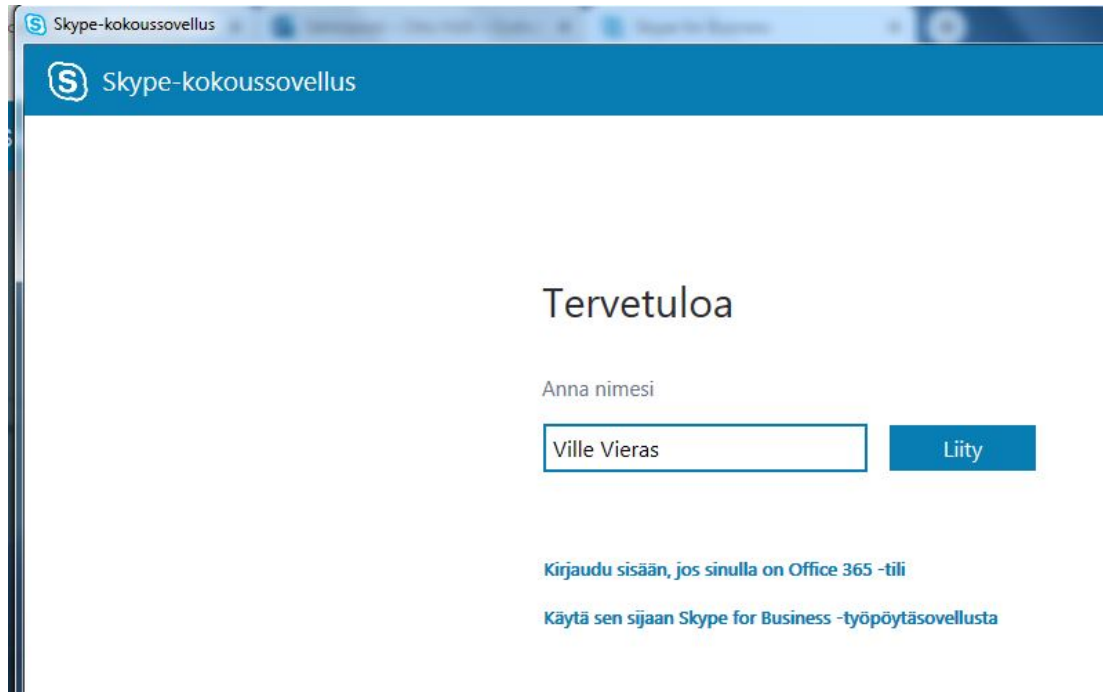 Skype-kokoussovellus
Skype-kokoussovellus
Tervetuloa
Anna nimesi
Ville Vieras
Liity
Kirjaudu sisään, jos sinulla on Office 365 -tili
Käytä sen sijaan Skype for Business -työpöytäsovellusta